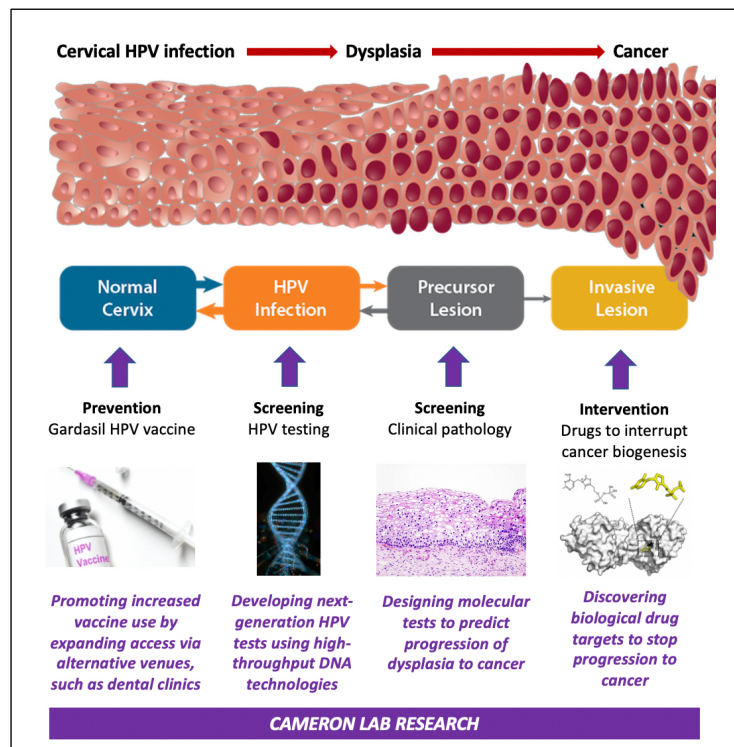 Cervical HPV infection
Dysplasia
Cancer
Normal
Cervix
HPV
Infection
Precursor
Lesion
Invasive
Lesion
Prevention
Gardasil HPV vaccine
Screening
HPV testing
Screening
Clinical pathology
Intervention
Drugs to interrupt
cancer biogenesis
HPV
Vaccine
Promoting increased
vaccine use by
expanding access via
alternative venues,
such as dental clinics
Developing next-
generation HPV
tests using high-
throughput DNA
technologies
Designing molecular
tests to predict
progression of
dysplasia to cancer
Discovering
biological drug
targets to stop
progression to
cancer
CAMERON LAB RESEARCH